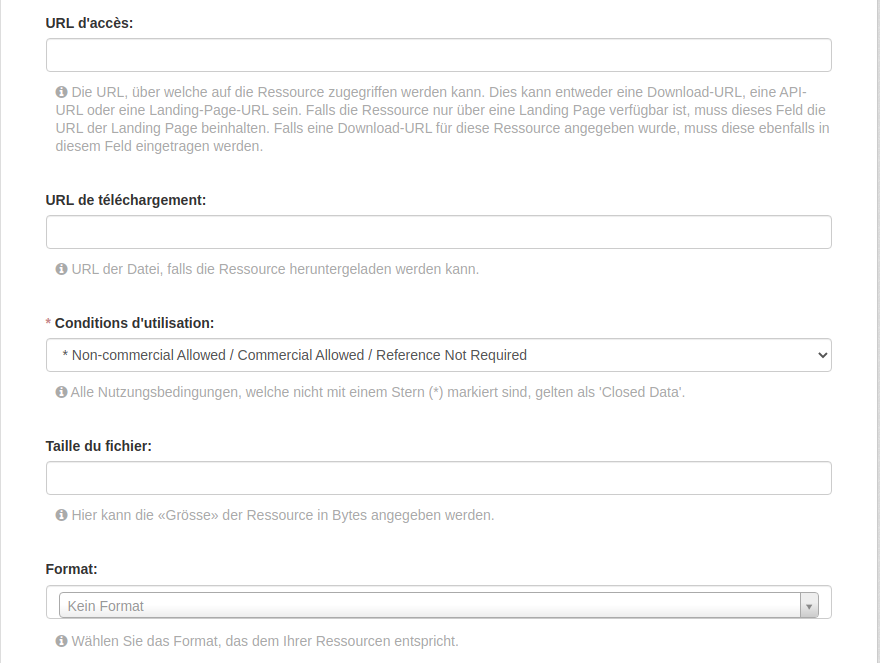 URL d'accès:
Die URL, über welche auf die Ressource zugegriffen werden kann. Dies kann entweder eine Download-URL, eine API-
URL oder eine Landing-Page-URL sein. Falls die Ressource nur über eine Landing Page verfügbar ist, muss dieses Feld die
URL der Landing Page beinhalten. Falls eine Download-URL für diese Ressource angegeben wurde, muss diese ebenfalls in
diesem Feld eingetragen werden.
URL de téléchargement:
URL der Datei, falls die Ressource heruntergeladen werden kann.
* Conditions d'utilisation:
* Non-commercial Allowed / Commercial Allowed / Reference Not Required
Alle Nutzungsbedingungen, welche nicht mit einem Stern (*) markiert sind, gelten als 'Closed Data'.
Taille du fichier:
Hier kann die «Grösse» der Ressource in Bytes angegeben werden.
Format:
Kein Format
Wählen Sie das Format, das dem Ihrer Ressourcen entspricht.